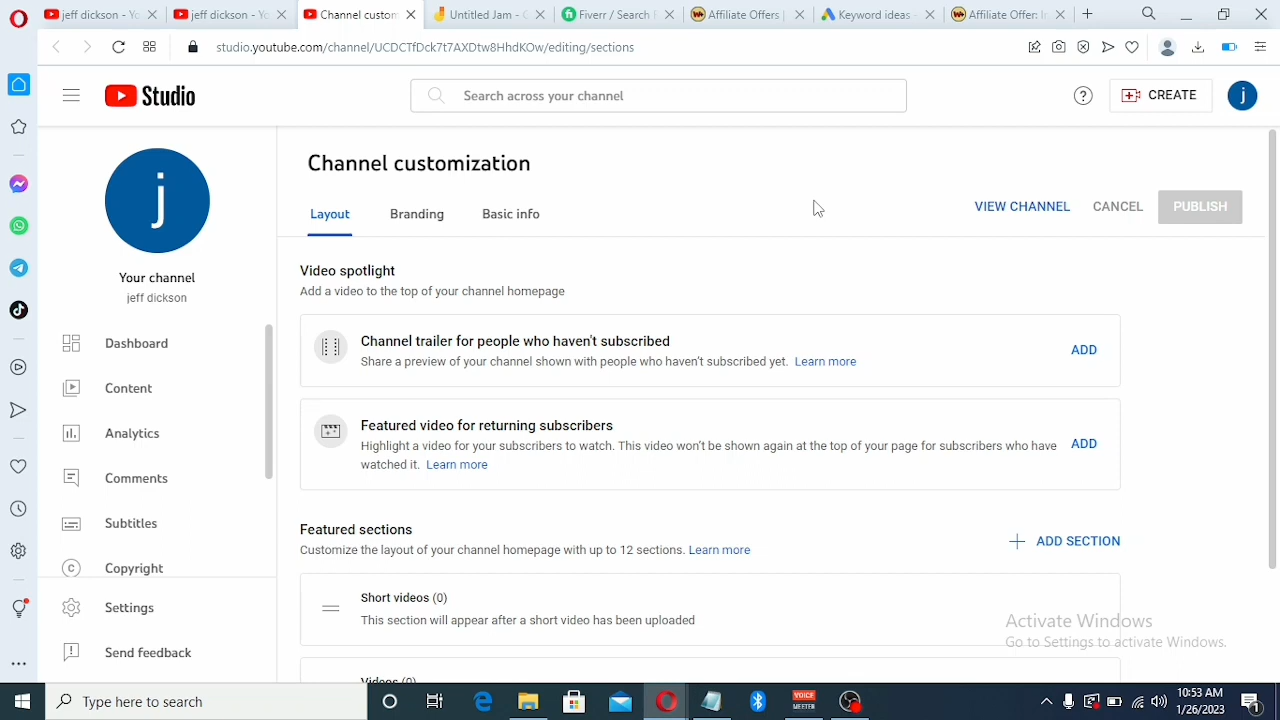 jeff dickson - Yo
jeff dickson - Yo
Channel custom
Untitled Jam - G
Fiverr / Search R
Affiliate Offers |
Keyword ideas -
Affiliate Offer: In
studio.youtube.com/channel/UCDCTfDck7t7AXDtw8HhdKOw/editing/sections
Studio
Search across your channel
CREATE
j
j
Your channel
jeff dickson
Dashboard
Content
Analytics
Comments
Subtitles
Copyright
Settings
Send feedback
Channel customization
Layout
Branding
Basic info
VIEW CHANNEL
CANCEL
PUBLISH
Video spotlight
Add a video to the top of your channel homepage
Channel trailer for people who haven't subscribed
Share a preview of your channel shown with people who haven't subscribed yet. Learn more
ADD
Featured video for returning subscribers
Highlight a video for your subscribers to watch. This video won't be shown again at the top of your page for subscribers who have
watched it. Learn more
ADD
Featured sections
Customize the layout of your channel homepage with up to 12 sections. Learn more
ADD SECTION
Short videos (0)
This section will appear after a short video has been uploaded
Videos (0)
Activate Windows
Go to Settings to activate Windows.
Type here to search
VOICE
MEETER
10:53 AM
1/26/2023
1